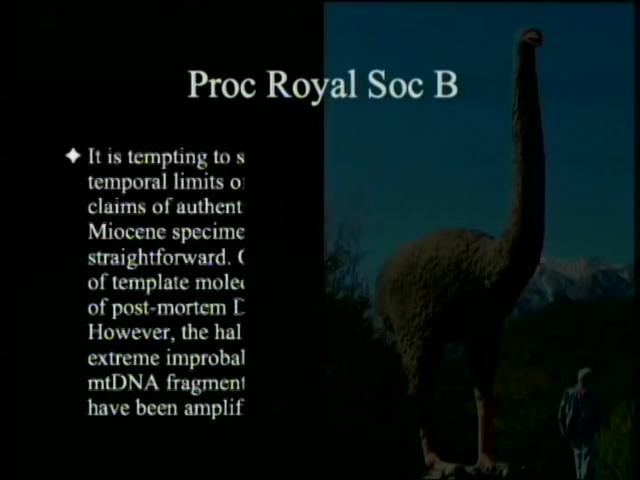 Proc Royal Soc B
It is tempting to s
temporal limits o
claims of authent
Miocene specime
straightforward. 
of template molec
of post-mortem D
However, the hal
extreme improbal
mtDNA fragment
have been amplif